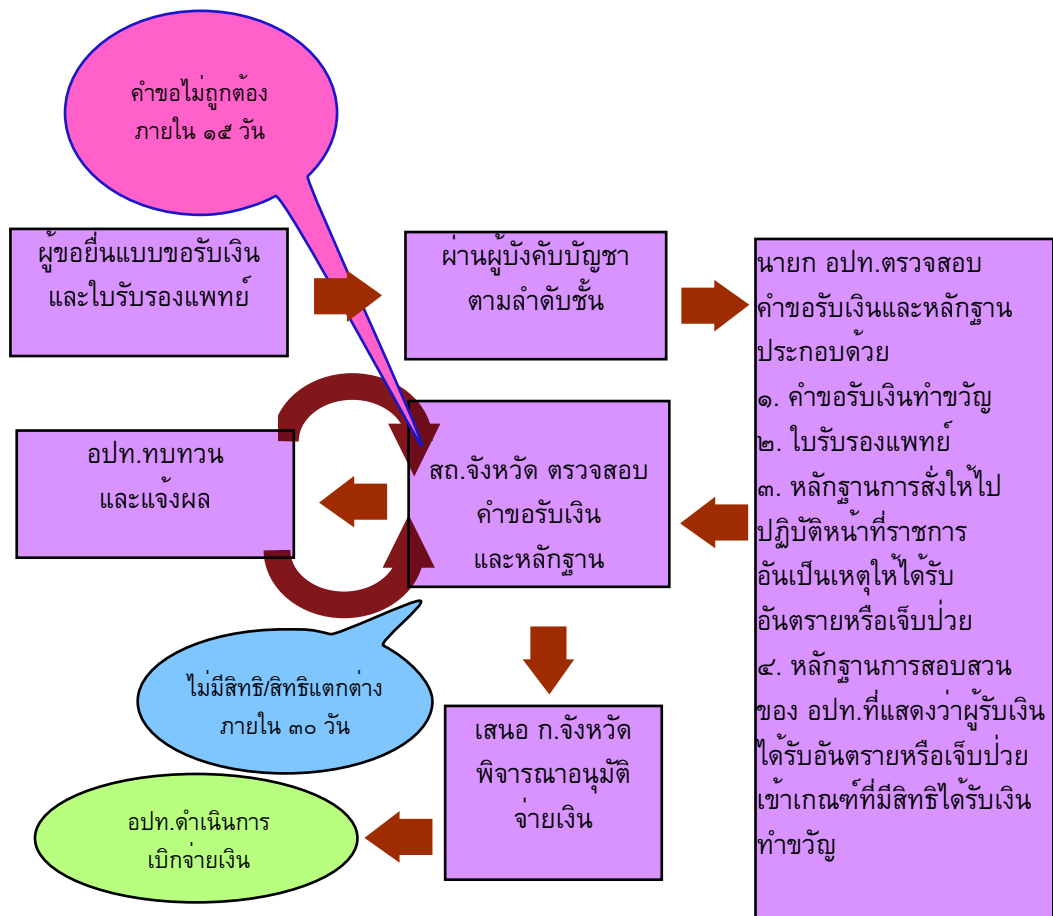 คำขอไม่ถูกต้อง
ภายใน ๑๕ วัน
ผู้ขอยื่นแบบขอรับเงิน
และใบรับรองแพทย์
ผ่านผู้บังคับบัญชา
ตามลำดับชั้น
นายก อปท.ตรวจสอบ
คำขอรับเงินและหลักฐาน
ประกอบด้วย
๑. คำขอรับเงินทำขวัญ
๒. ใบรับรองแพทย์
๓. หลักฐานการสั่งให้ไป
ปฏิบัติหน้าที่ราชการ
อันเป็นเหตุให้ได้รับ
อันตรายหรือเจ็บป่วย
๔. หลักฐานการสอบสวน
ของ อปท.ที่แสดงว่าผู้รับเงิน
ได้รับอันตรายหรือเจ็บป่วย
เข้าเกณฑ์ที่มีสิทธิได้รับเงิน
ทำขวัญ
สถ.จังหวัด ตรวจสอบ
คำขอรับเงิน
และหลักฐาน
อปท.ทบทวน
และแจ้งผล
ไม่มีสิทธิ/สิทธิแตกต่าง
ภายใน ๓๐ วัน
เสนอ ก.จังหวัด
พิจารณาอนุมัติ
จ่ายเงิน
อปท.ดำเนินการ
เบิกจ่ายเงิน